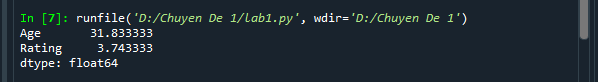 In [7]: runfile('D:/Chuyen De 1/lab1.py', wdir='D:/Chuyen De 1')
Age       31.833333
Rating     3.743333
dtype: float64